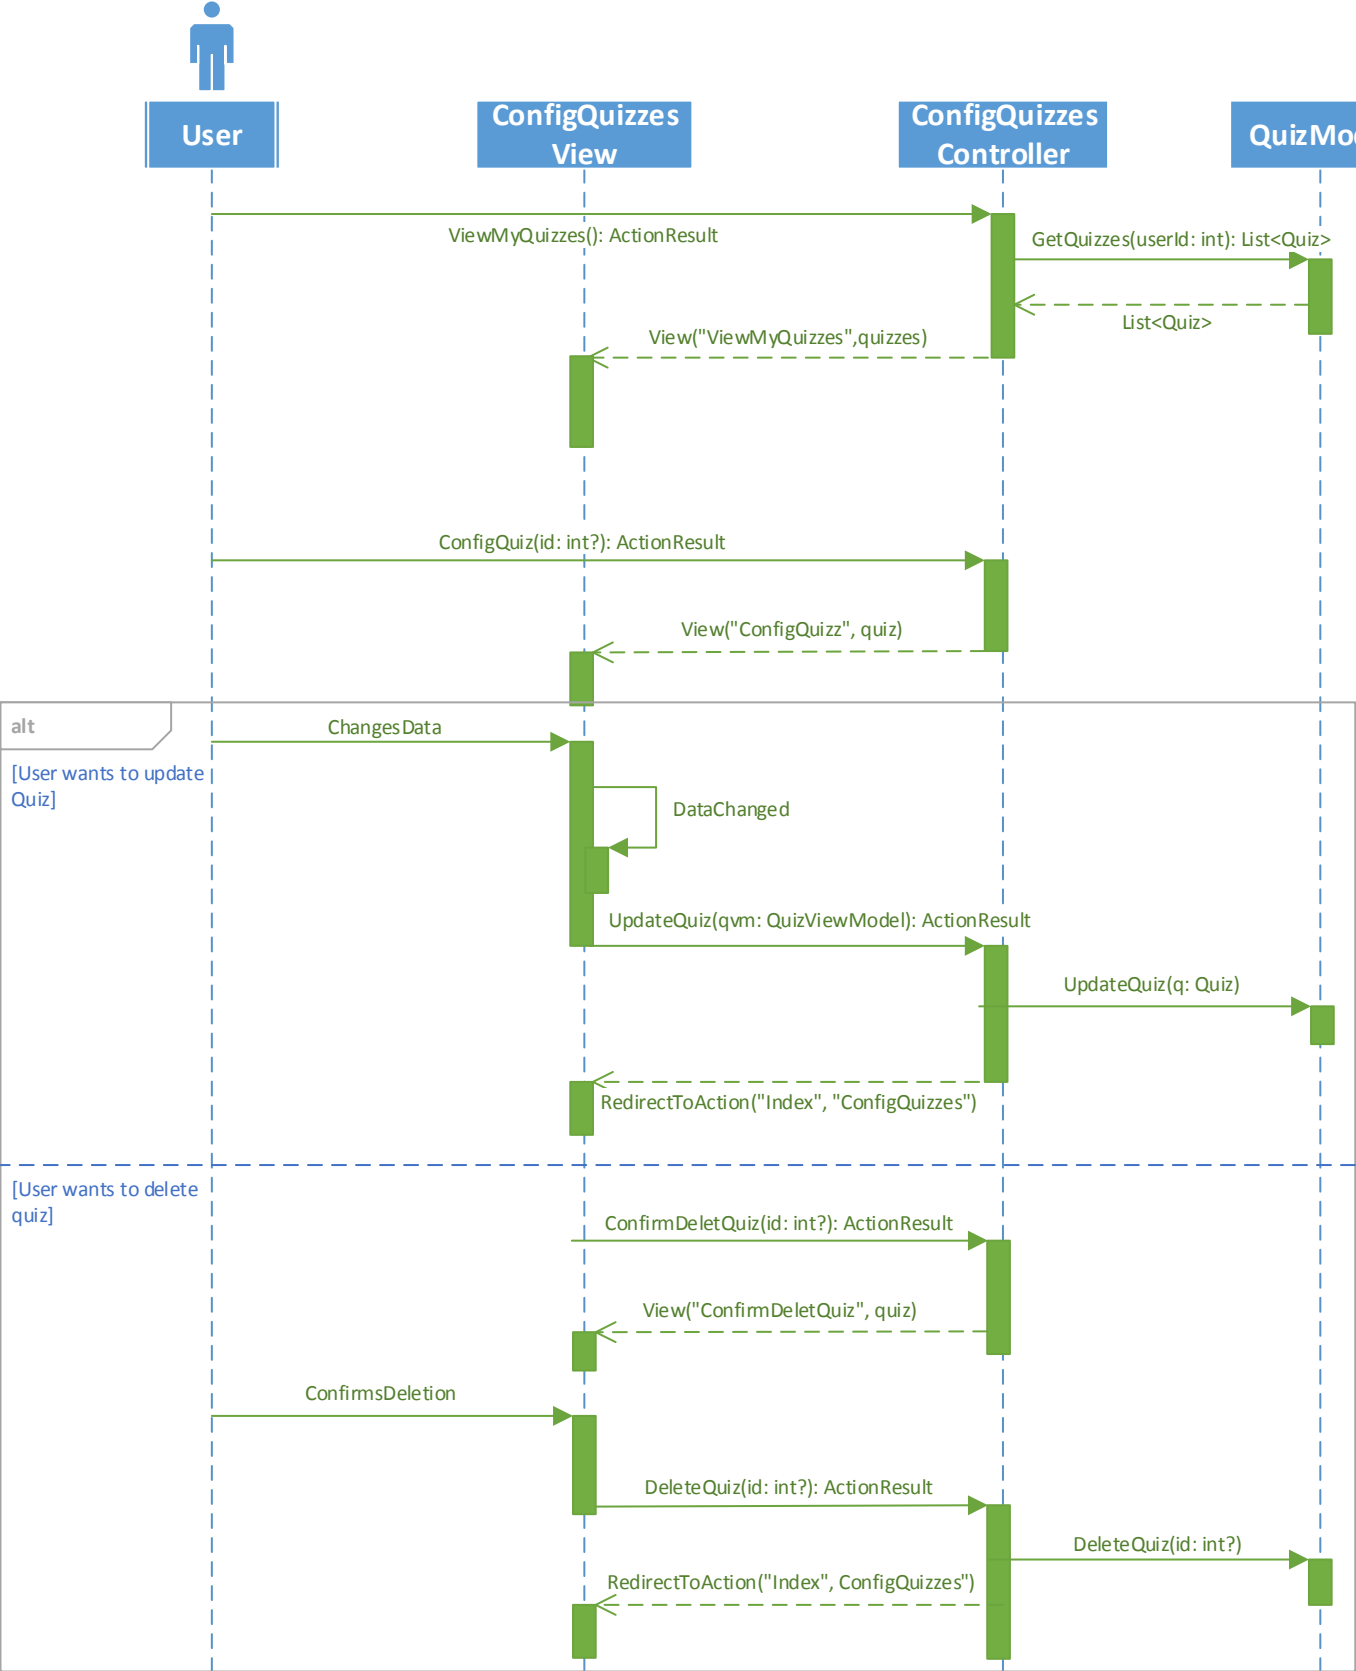 User
ConfigQuizzes
View
ConfigQuizzes
Controller
QuizMo
ViewMyQuizzes(): ActionResult
GetQuizzes(userId: int): List<Quiz>
List<Quiz>
View("ViewMyQuizzes",quizzes)
ConfigQuiz(id: int?): ActionResult
View("ConfigQuizz", quiz)
alt
ChangesData
[User wants to update
Quiz]
DataChanged
UpdateQuiz(qvm: QuizViewModel): ActionResult
UpdateQuiz(q: Quiz)
RedirectToAction("Index", "ConfigQuizzes")
[User wants to delete
quiz]
ConfirmDeletQuiz(id: int?): ActionResult
View("ConfirmDeletQuiz", quiz)
ConfirmsDeletion
DeleteQuiz(id: int?): ActionResult
DeleteQuiz(id: int?)
RedirectToAction("Index", ConfigQuizzes")